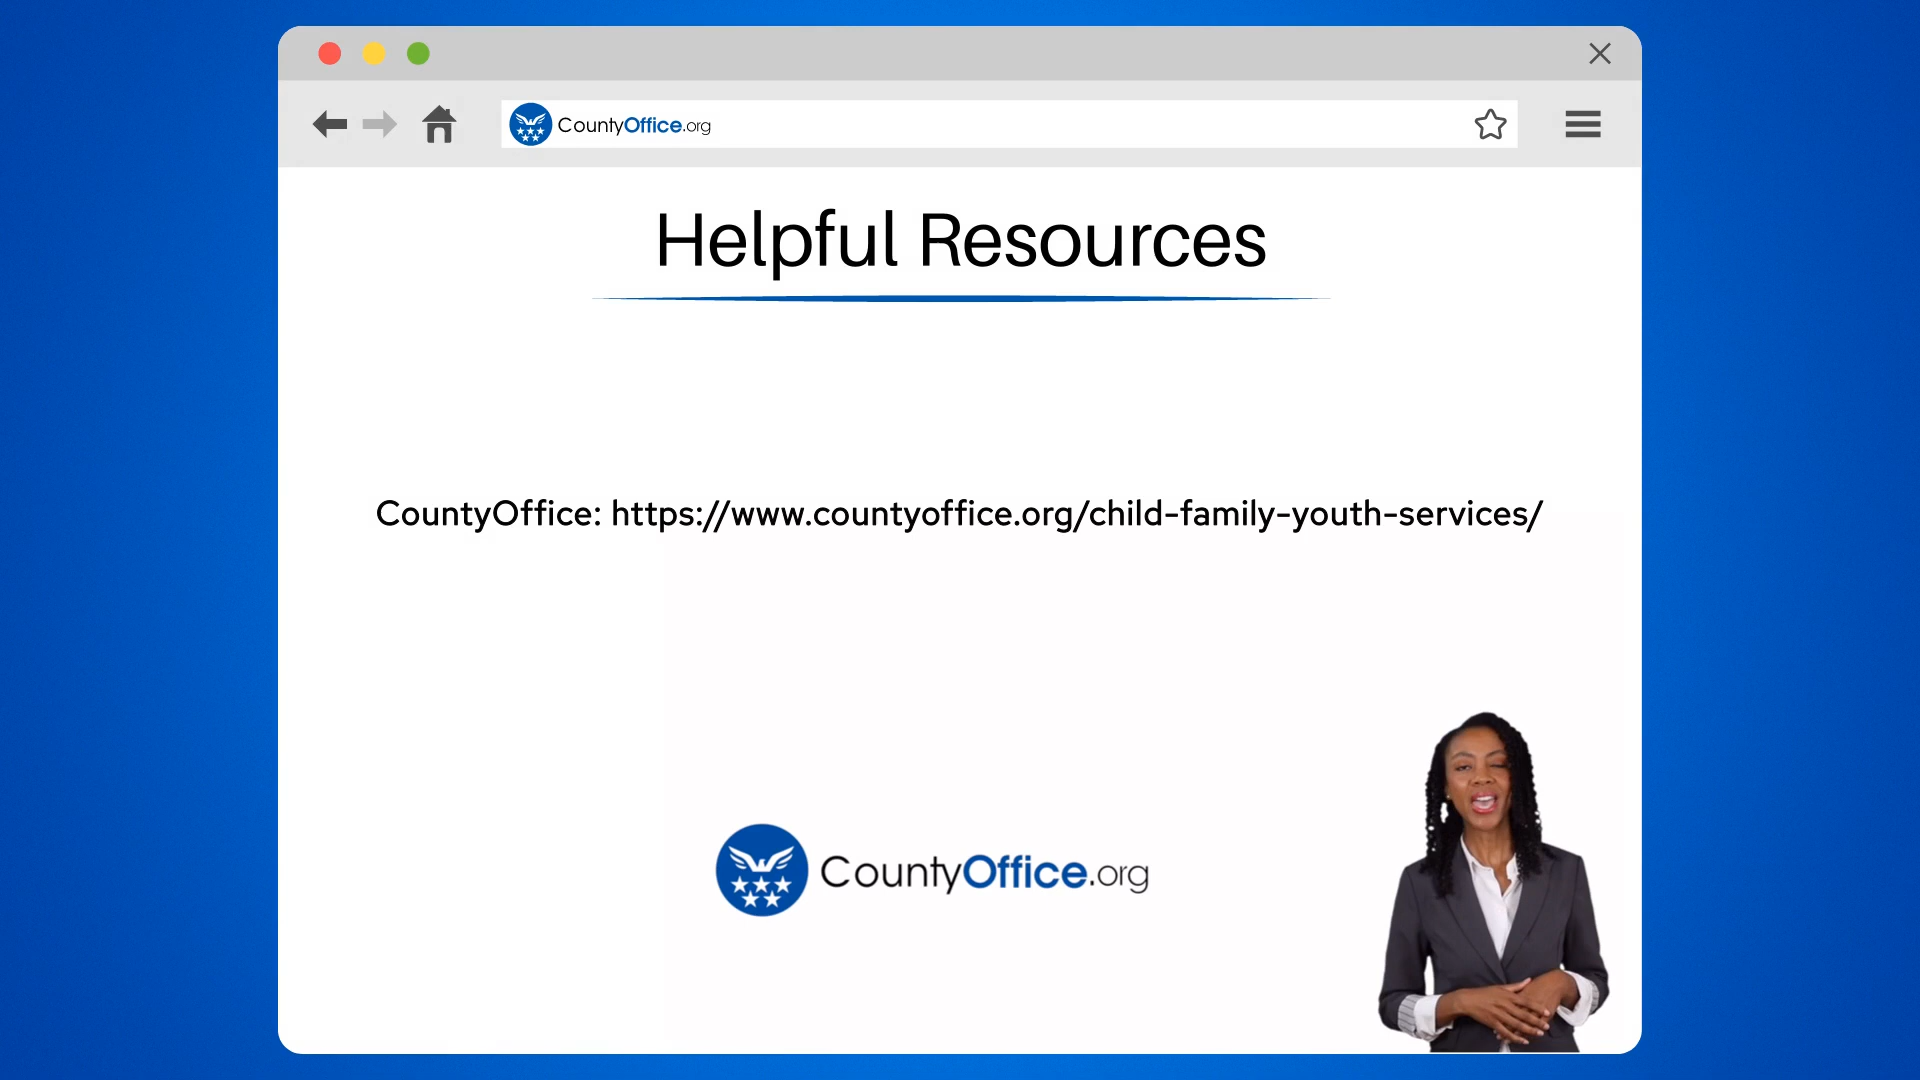 CountyOffice.org
Helpful Resources
CountyOffice: https://www.countyoffice.org/child-family-youth-services/
CountyOffice.org